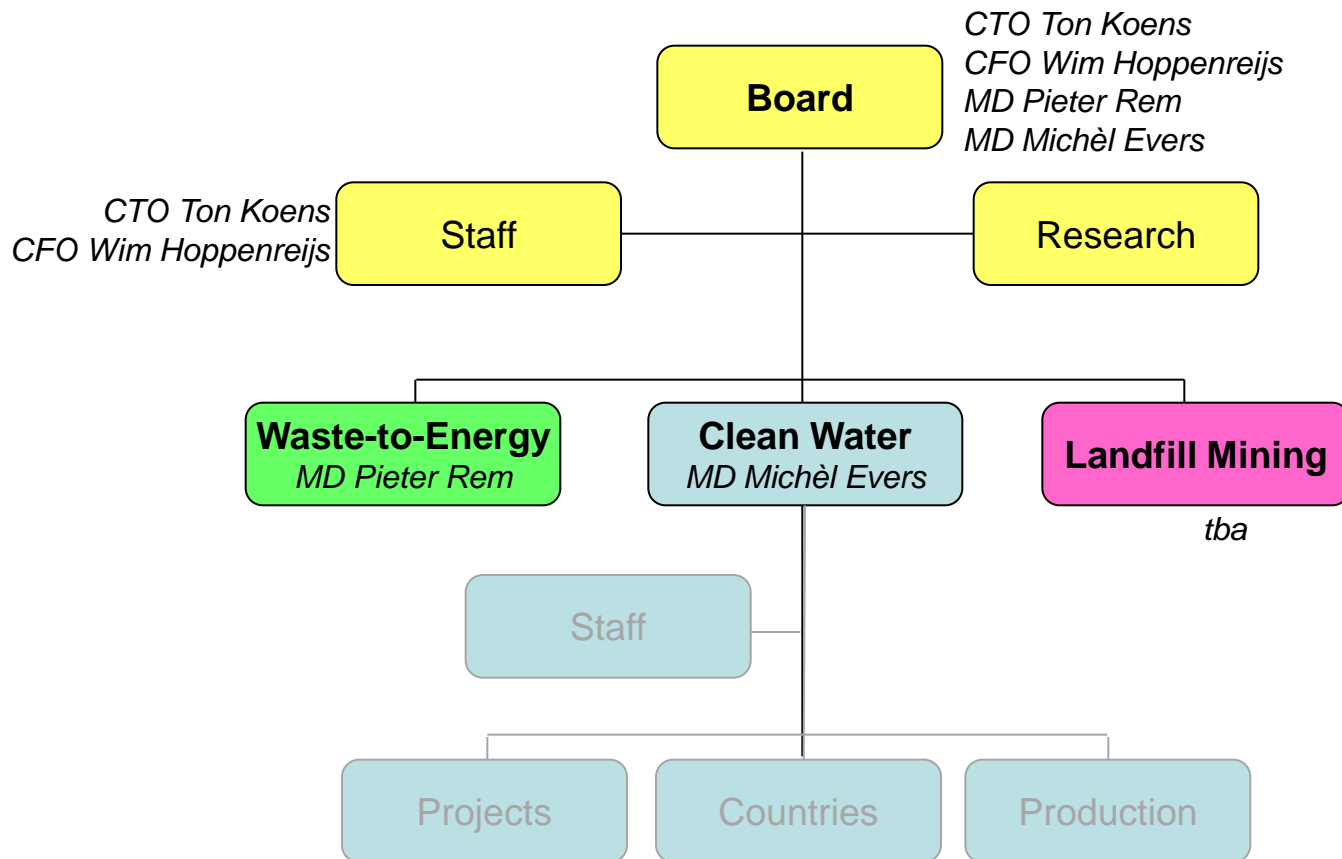 CTO Ton Koens
CFO Wim Hoppenreijs
MD Pieter Rem
MD Michèl Evers
Board
CTO Ton Koens
CFO Wim Hoppenreijs
Staff
Research
Waste-to-Energy
MD Pieter Rem
Clean Water
MD Michèl Evers
Landfill Mining
tba
Staff
Projects
Countries
Production